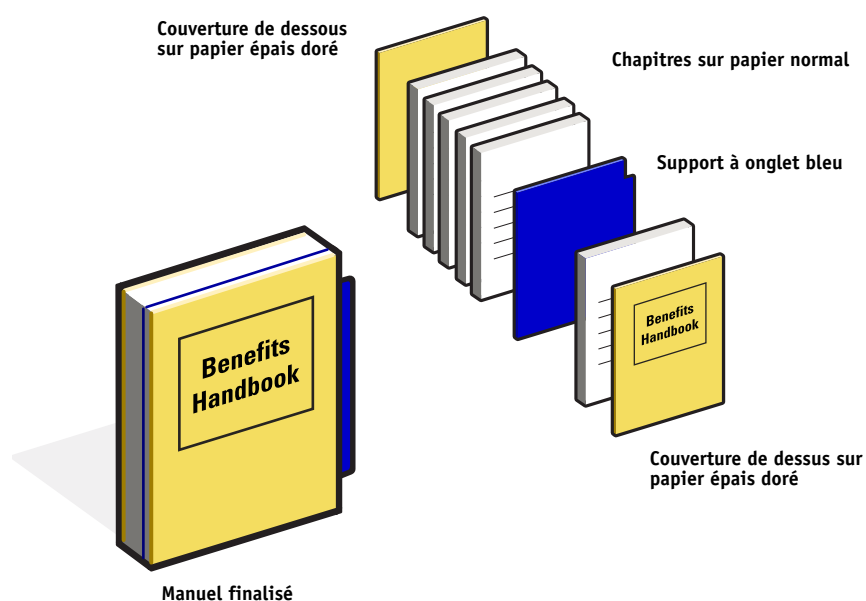 Couverture de dessous
sur papier épais doré
Chapitres sur papier normal
Support à onglet bleu
Benefits
Handbook
Benefits
Handbook
Couverture de dessus sur
papier épais doré
Manuel finalisé